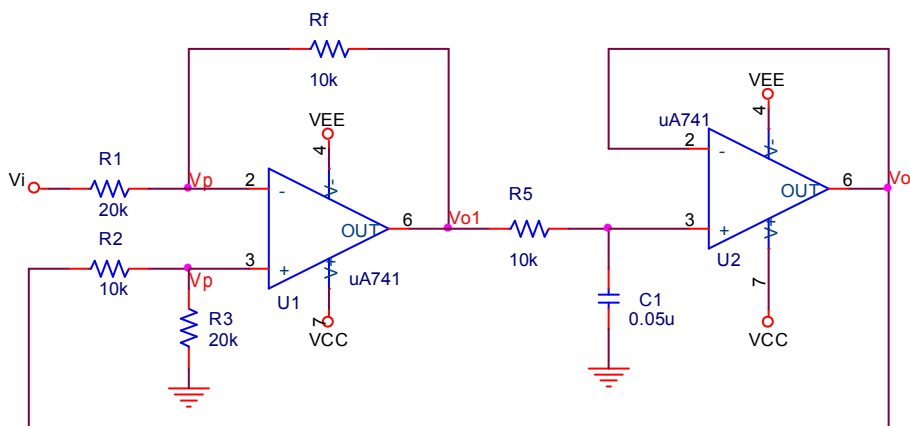 Rf
10k
VEE
4
VEE
4
uA741
2
-
V-
R1
Vi
20k
Vp
2
-
V-
OUT
6
Vo
R5
10k
3
+
V+
U2
OUT
6
Vo1
R2
10k
Vp
3
+
V+
uA741
U1
7
VCC
R3
20k
C1
0.05u
7
VCC